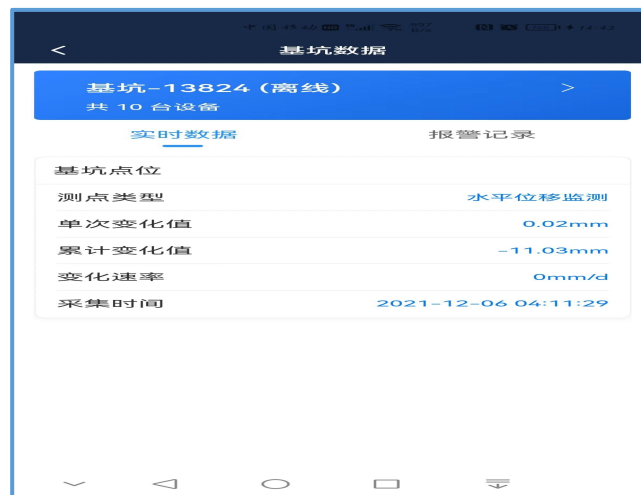 基坑数据
基坑-13824 (离线)
共 10 台设备
实时数据 报警记录
基坑点位
测点类型 水平位移监测
单次变化值 0.02mm
累计变化值 -11.03mm
变化速率 0mm/d
采集时间 2021-12-06 04:11:29